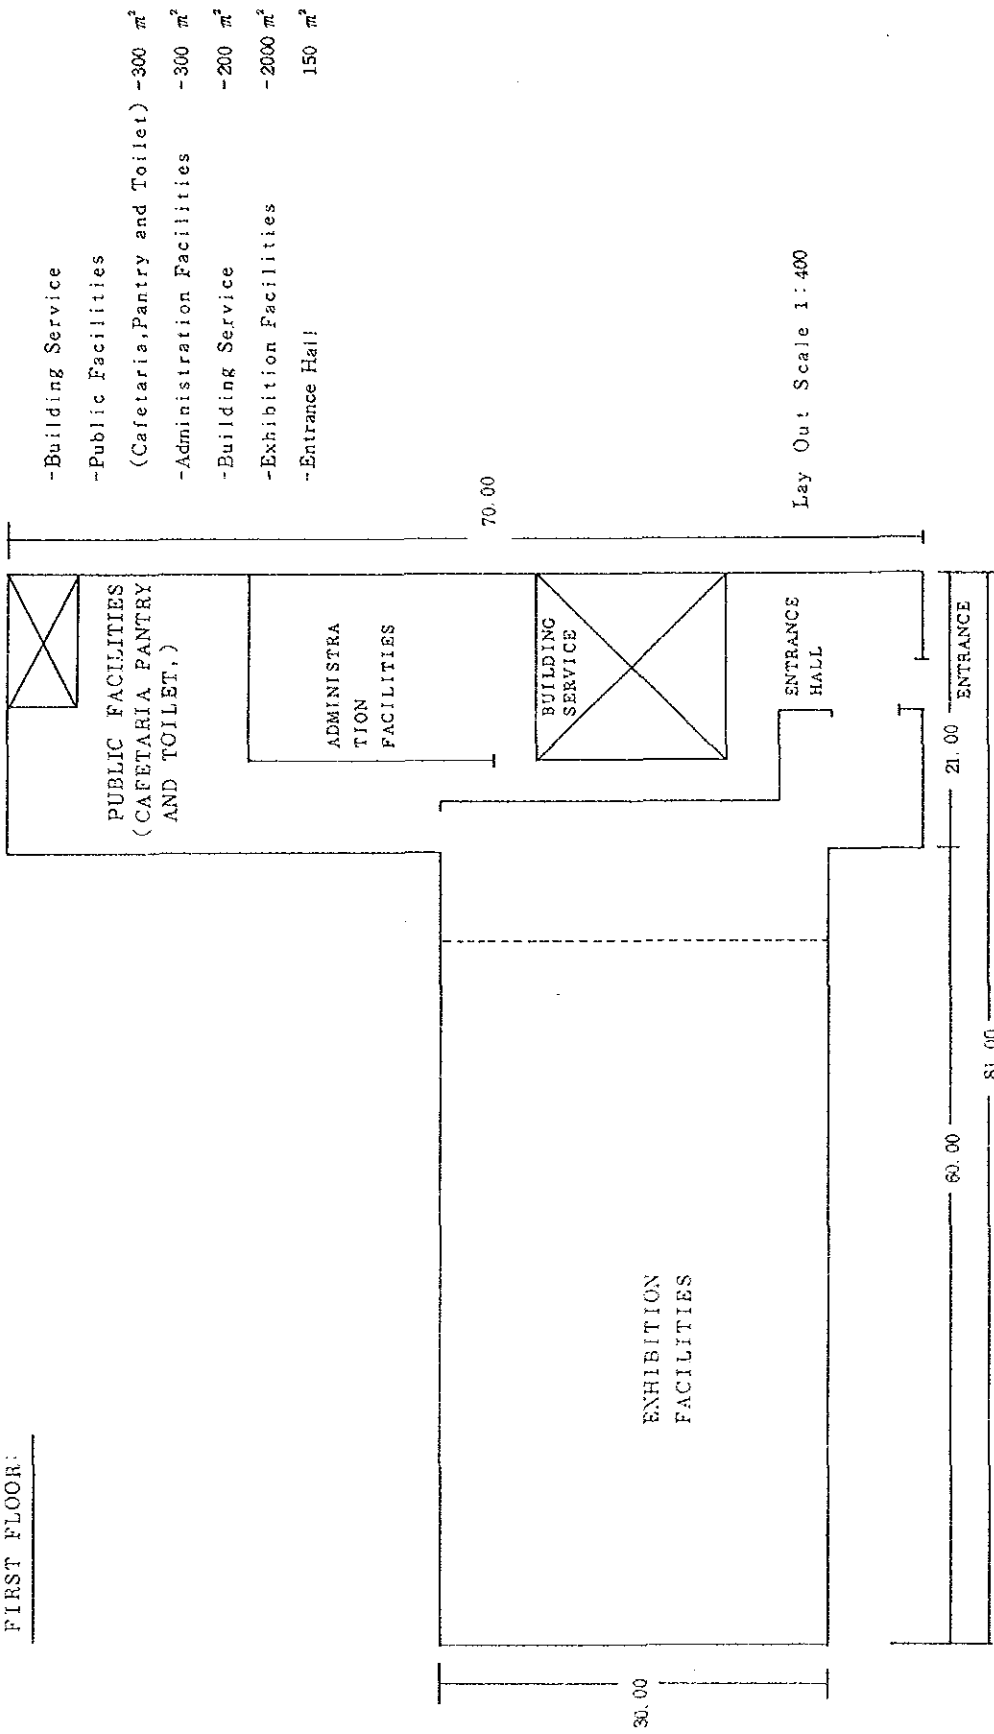 FIRST FLOOR:
-Building Service
-Public Facilities
(Cafetaria,Pantry and Toilet) -300 m²
-Administration Facilities -300 m²
-Building Service -200 m²
-Exhibition Facilities -2000 m²
-Entrance Hall 150 m²
PUBLIC FACILITIES
(CAFETARIA PANTRY
AND TOILET,)
ADMINISTRA
TION
FACILITIES
BUILDING
SERVICE
ENTRANCE
HALL
ENTRANCE
EXHIBITION
FACILITIES
70.00
30.00
21.00
60.00
81.00
Lay Out Scale 1:400